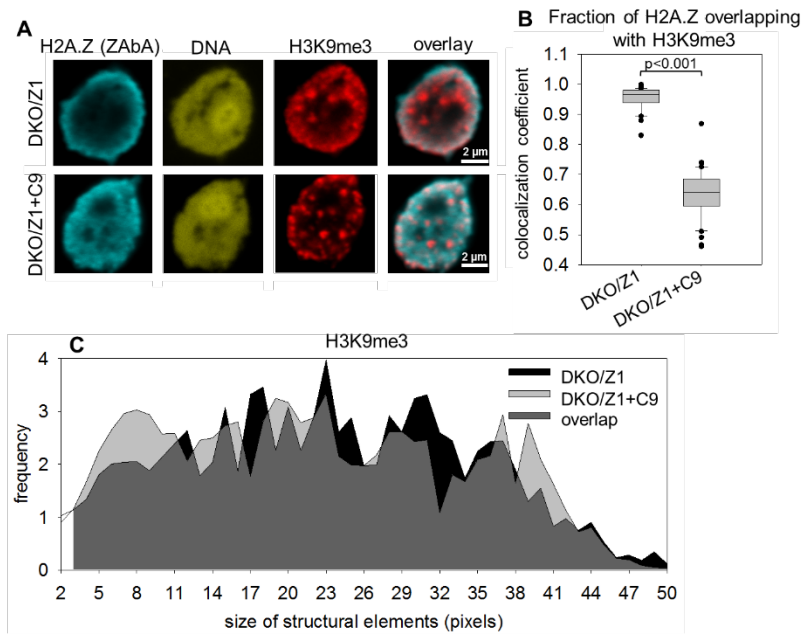 A
H2A.Z (ZAbA) DNA H3K9me3 overlay
DKO/Z1
2 µm
DKO/Z1+C9
2 µm
B Fraction of H2A.Z overlapping
with H3K9me3
p<0.001
colocalization coefficient
1.1
1.0
0.9
0.8
0.7
0.6
0.5
0.4
DKO/Z1
DKO/Z1+C9
C H3K9me3
DKO/Z1
DKO/Z1+C9
overlap
frequency
4
3
2
1
0
2 5 8 11 14 17 20 23 26 29 32 35 38 41 44 47 50
size of structural elements (pixels)